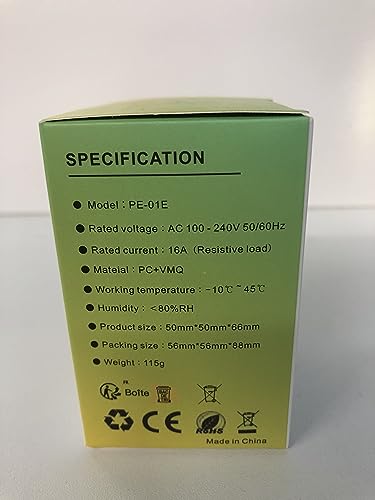 SPECIFICATION
Model : PE-01E
Rated voltage : AC 100 - 240V 50/60Hz
Rated current : 16A (Resistive load)
Mateial : PC+VMQ
Working temperature : -10℃ ~ 45℃
Humidity : <80%RH
Product size : 50mm*50mm*66mm
Packing size : 56mm*56mm*88mm
Weight : 115g
FR
Boîte
CE
RoHS
Made in China